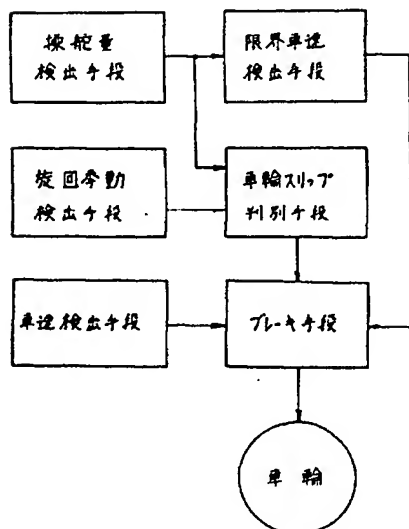 操舵量
検出手段
限界車速
検出手段
旋回挙動
検出手段
車輪スリップ
判別手段
車速検出手段
ブレーキ手段
車輪